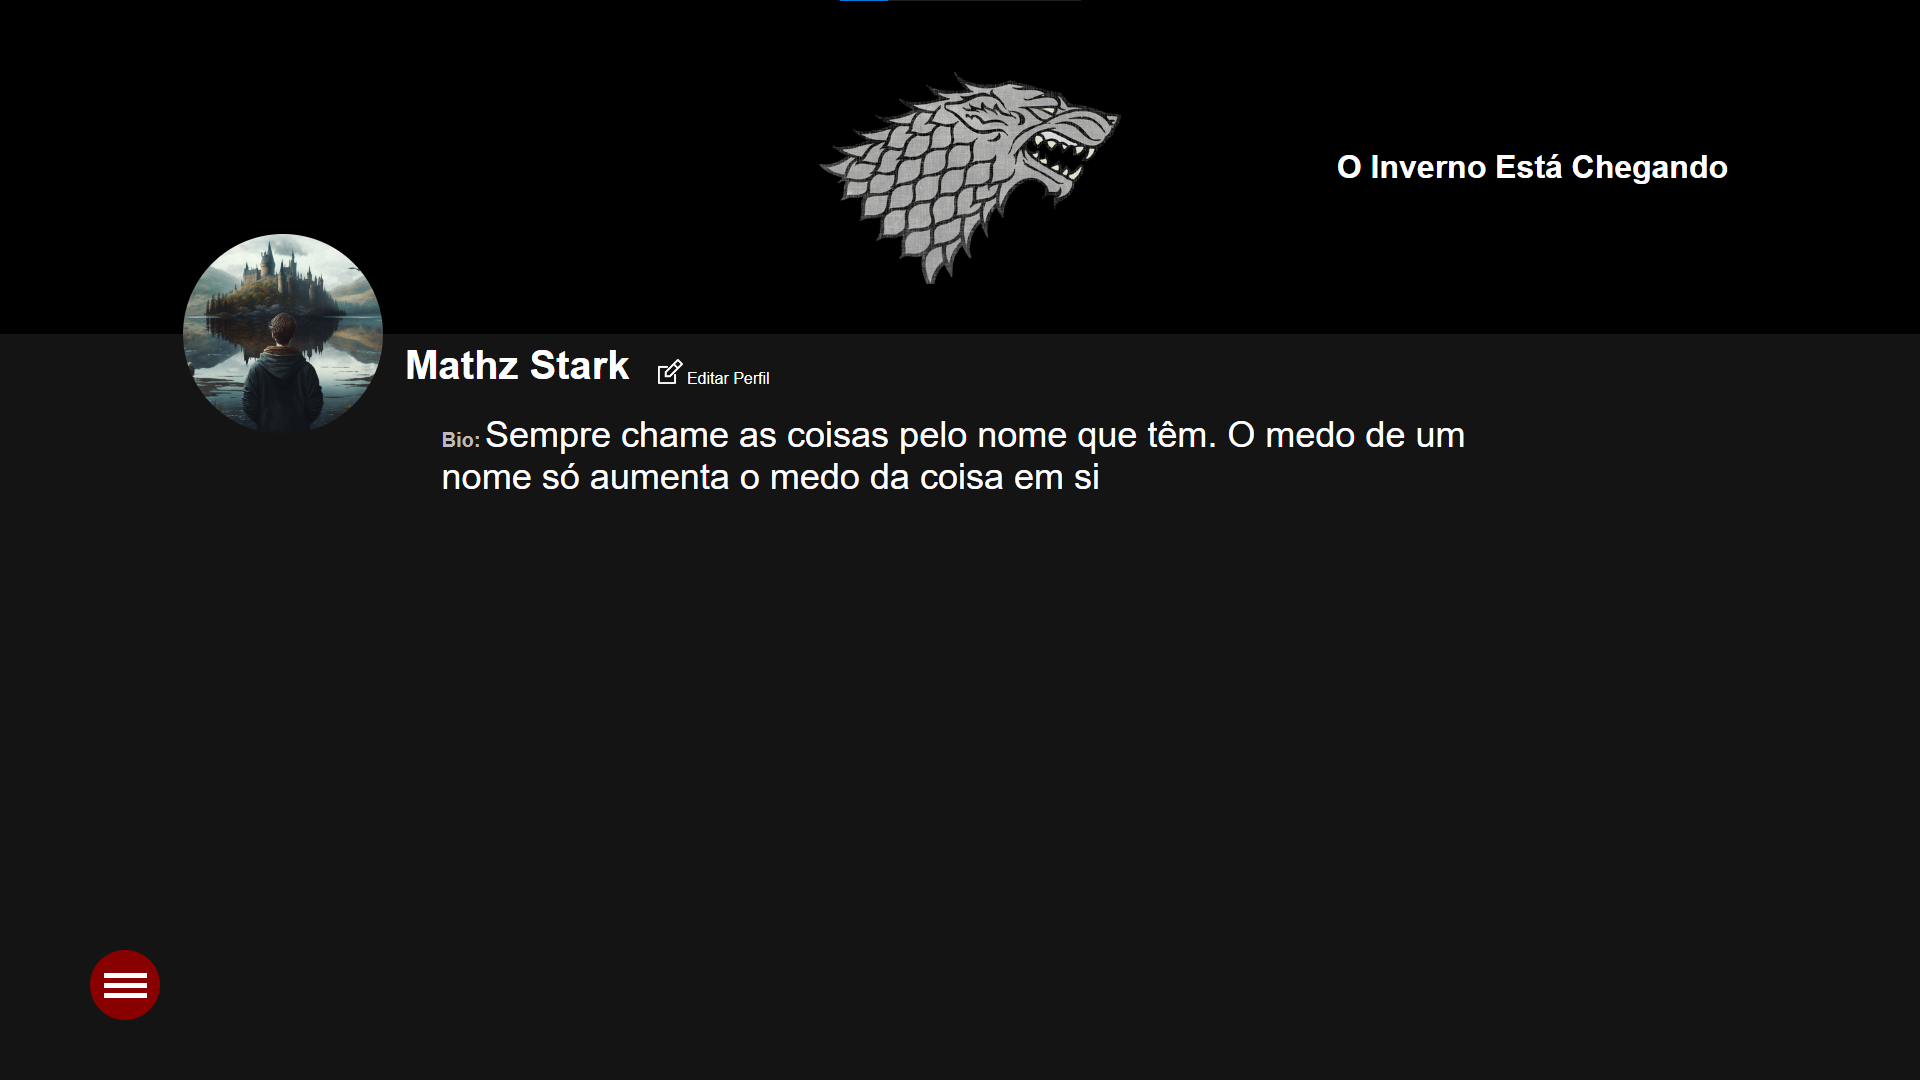 O Inverno Está Chegando
Mathz Stark
Editar Perfil
Bio: Sempre chame as coisas pelo nome que têm. O medo de um
nome só aumenta o medo da coisa em si